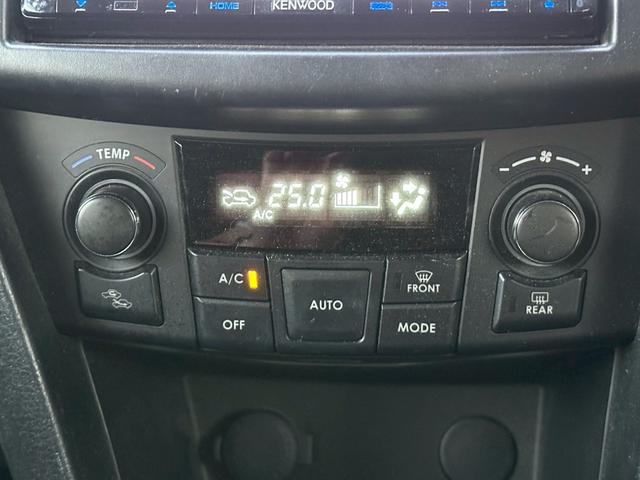 HOME KENWOOD
TEMP
25.0
A/C
A/C
AUTO
FRONT
OFF
MODE
REAR
- +